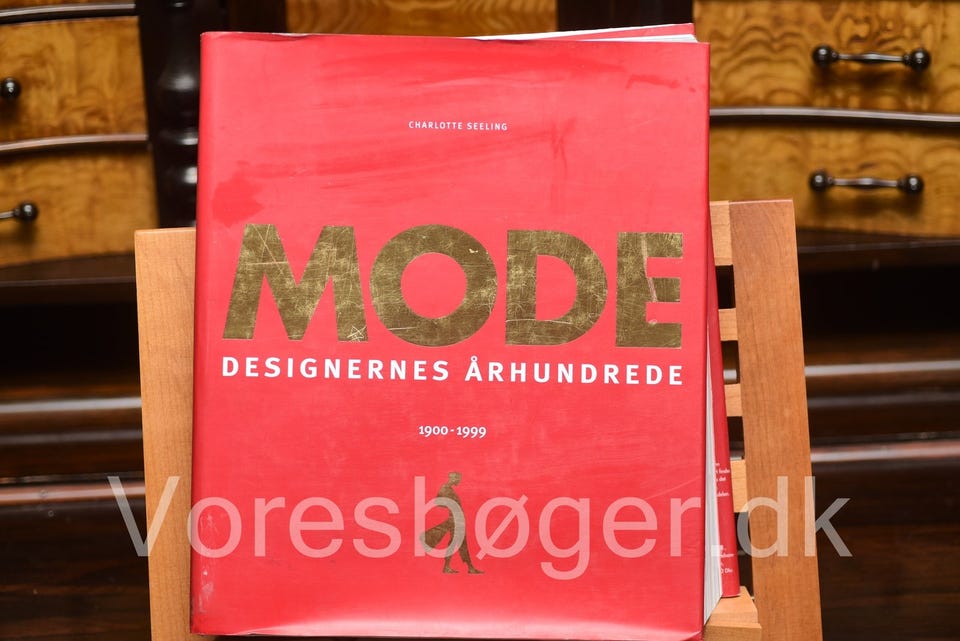 CHARLOTTE SEELING
MODE
DESIGNERNES ÅRHUNDREDE
1900-1999
Voresbøger.dk